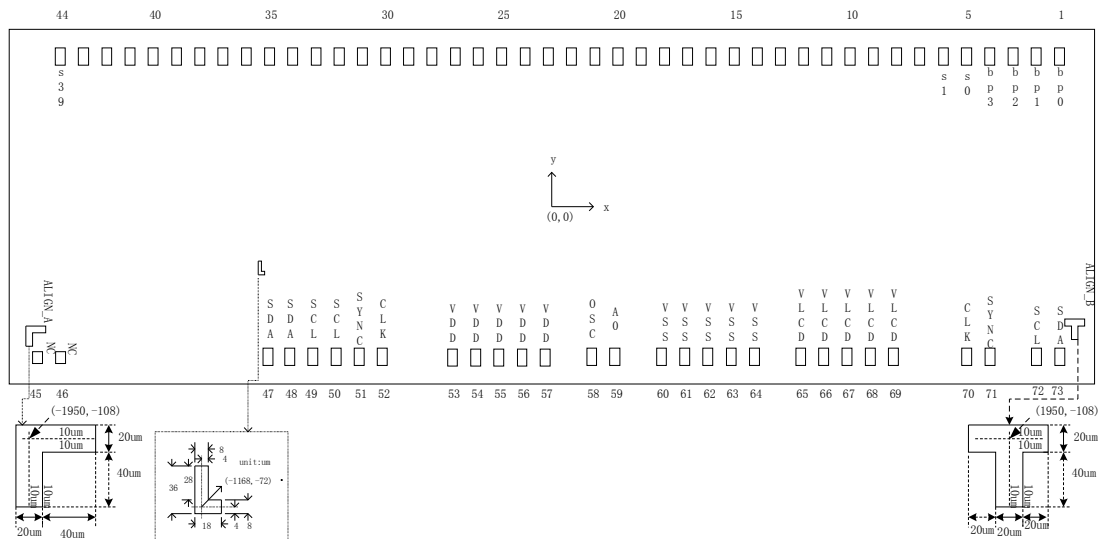 44 40 35 30 25 20 15 10 5 1
s39
s1
s0
bp3
bp2
bp1
bp0
y
x
(0,0)
ALIGN_A
NC
NC
SDA
SDA
SCL
SCL
SYNC
CLK
VDD
VDD
VDD
VDD
VDD
OSC
A0
VSS
VSS
VSS
VSS
VSS
VLCD
VLCD
VLCD
VLCD
VLCD
CLK
SYNC
SCL
SDA
ALIGN_B
45 46 47 48 49 50 51 52 53 54 55 56 57 58 59 60 61 62 63 64 65 66 67 68 69 70 71 72 73
(-1950,-108)
10um
10um
20um
40um
10um
10um
20um
40um
8
4
unit:um
28
36
(-1168,-72)
18
4
8
(1950,-108)
10um
10um
20um
40um
10um
10um
20um
20um
20um